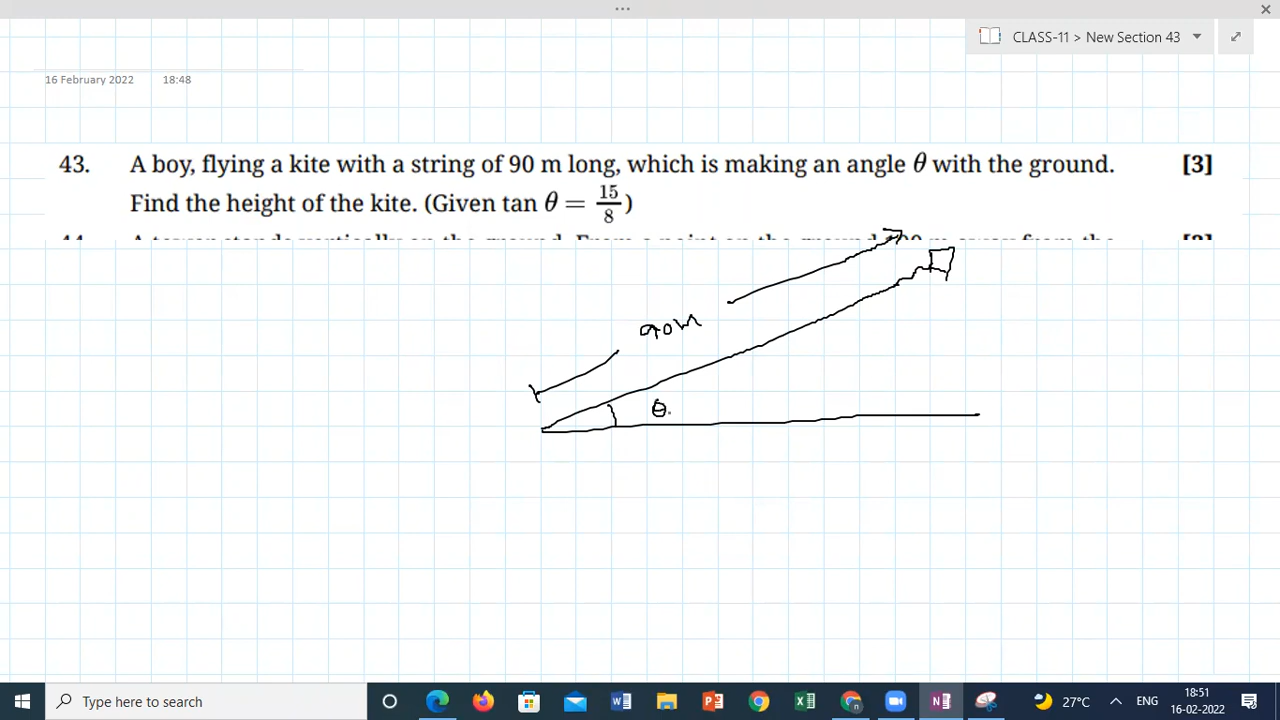 CLASS-11 > New Section 43
16 February 2022 18:48
43. A boy, flying a kite with a string of 90 m long, which is making an angle θ with the ground. [3]
Find the height of the kite. (Given tan θ = 15/8)
90M
θ
Type here to search
27°C
ENG
18:51
16-02-2022